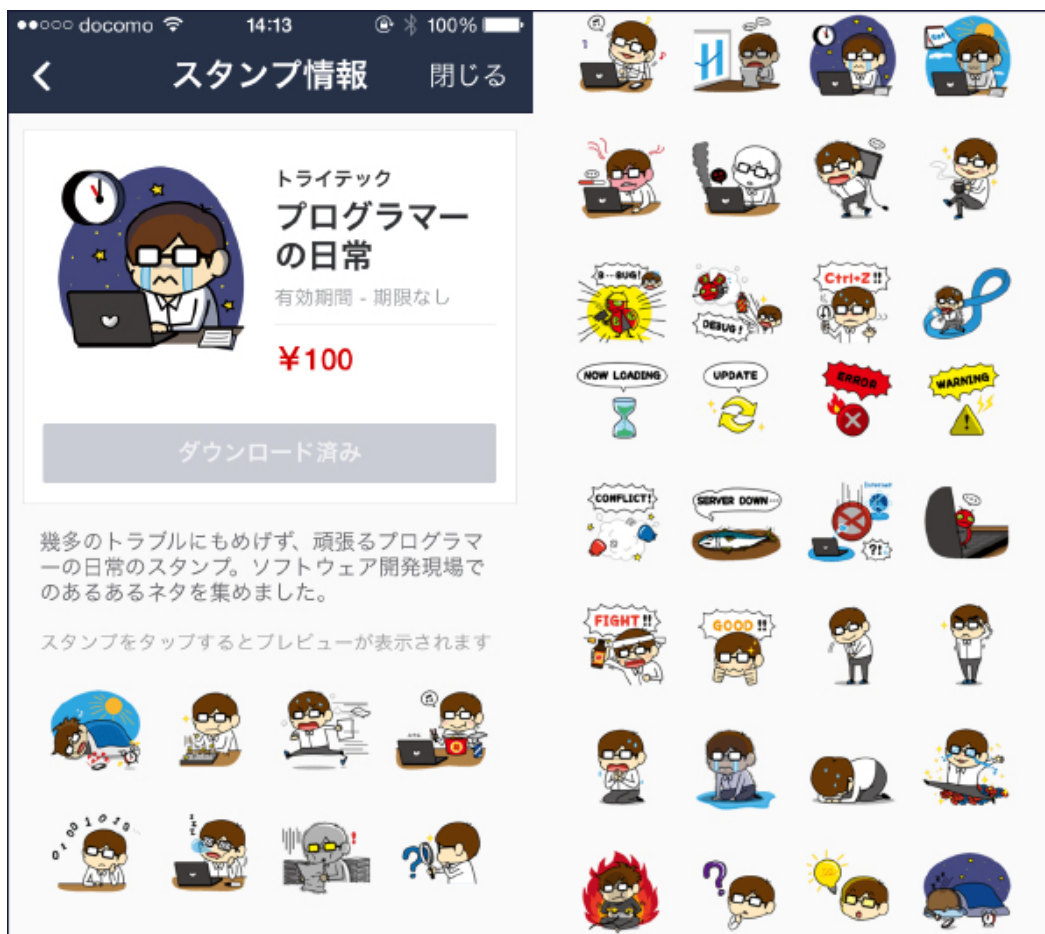 docomo 14:13 100%
スタンプ情報 閉じる
トライテック
プログラマー
の日常
有効期間 - 期限なし
¥100
ダウンロード済み
幾多のトラブルにもめげず、頑張るプログラマ
ーの日常のスタンプ。ソフトウェア開発現場で
のあるあるネタを集めました。
スタンプをタップするとプレビューが表示されます
01001010
zzz
?
B--BUG!
DEBUG!
Ctrl+Z!!
NOW LOADING
UPDATE
ERROR
WARNING
CONFLICT!
SERVER DOWN…
Internet
?!
FIGHT!!
GOOD!!
?